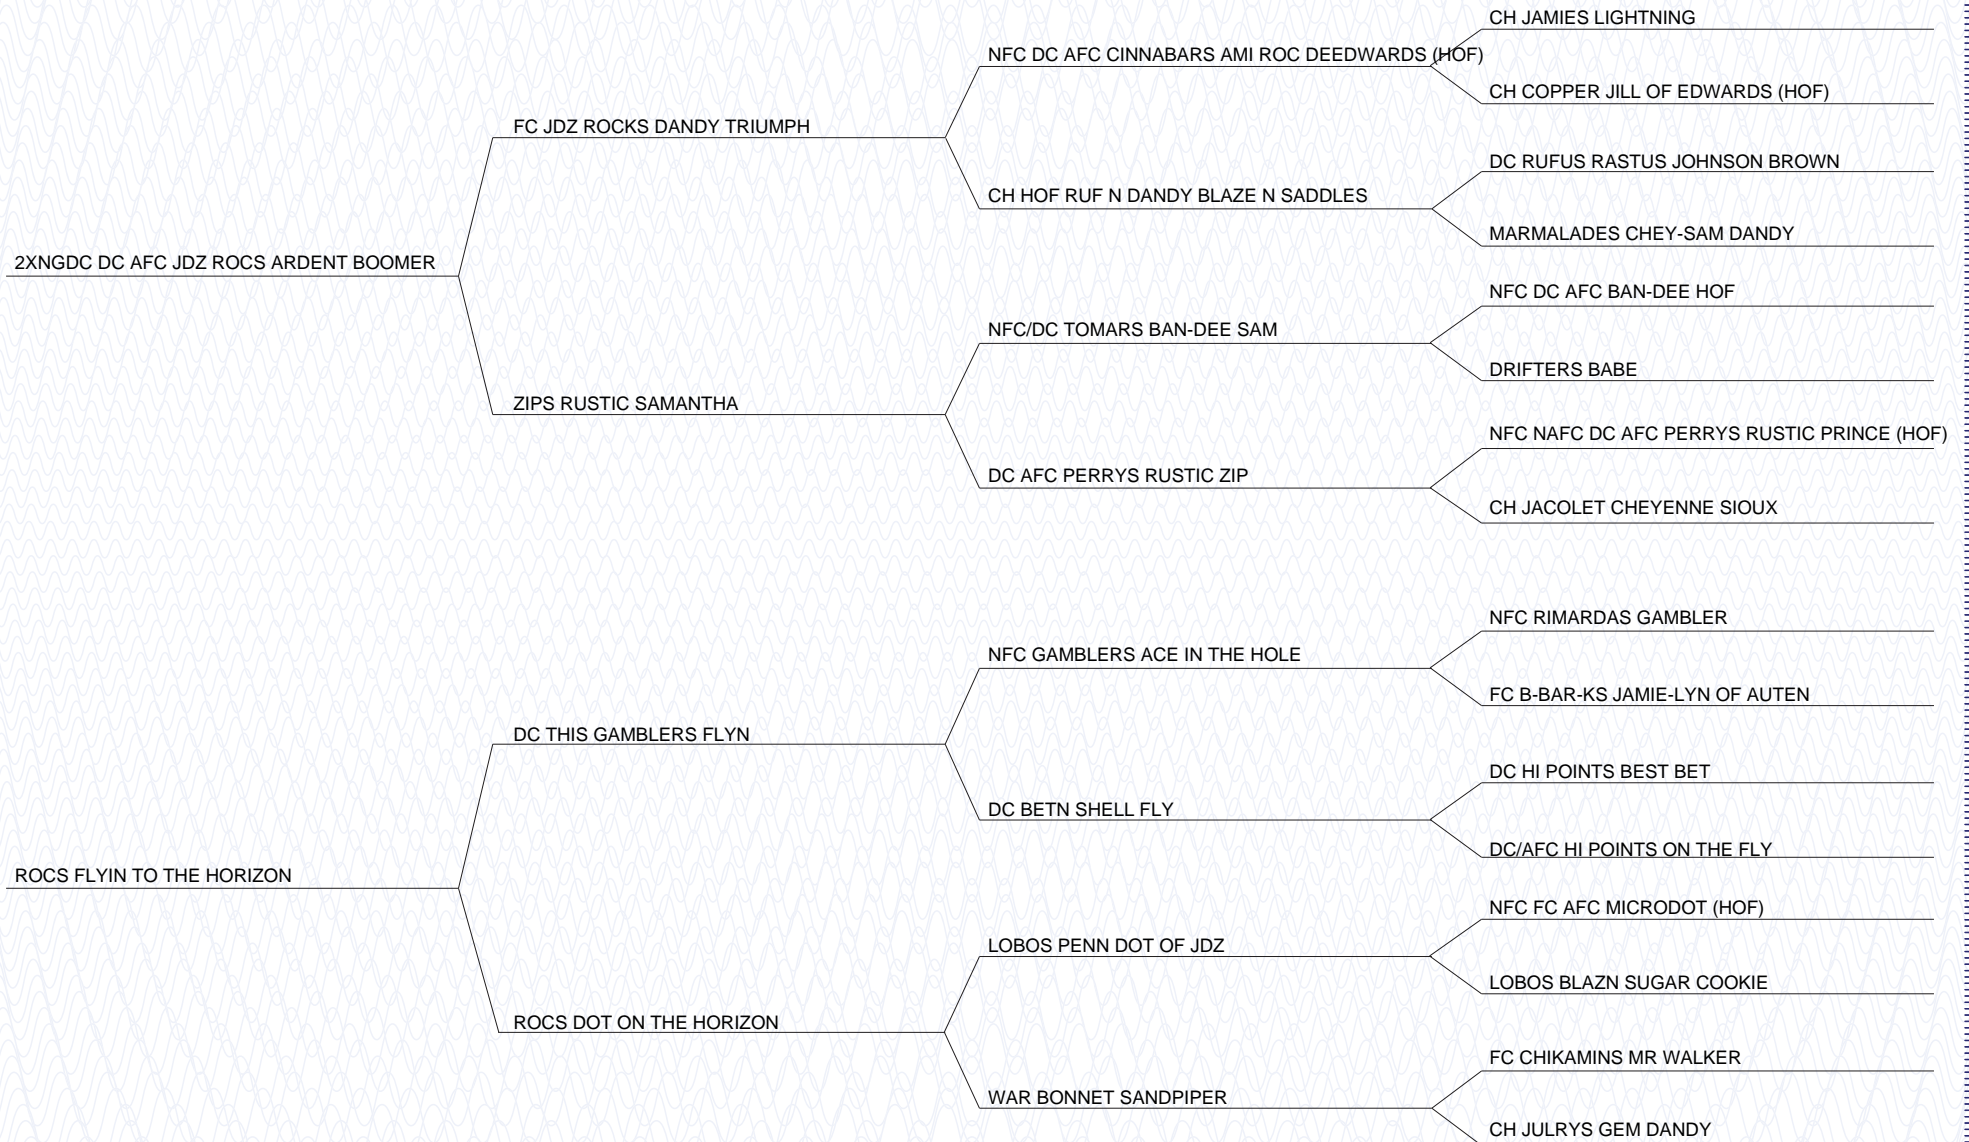 CH JAMIES LIGHTNING
NFC DC AFC CINNABARS AMI ROC DEEDWARDS (HOF)
CH COPPER JILL OF EDWARDS (HOF)
FC JDZ ROCKS DANDY TRIUMPH
DC RUFUS RASTUS JOHNSON BROWN
CH HOF RUF N DANDY BLAZE N SADDLES
MARMALADES CHEY-SAM DANDY
2XNGDC DC AFC JDZ ROCS ARDENT BOOMER
NFC DC AFC BAN-DEE HOF
NFC/DC TOMARS BAN-DEE SAM
DRIFTERS BABE
ZIPS RUSTIC SAMANTHA
NFC NAFC DC AFC PERRYS RUSTIC PRINCE (HOF)
DC AFC PERRYS RUSTIC ZIP
CH JACOLET CHEYENNE SIOUX
NFC RIMARDAS GAMBLER
NFC GAMBLERS ACE IN THE HOLE
FC B-BAR-KS JAMIE-LYN OF AUTEN
DC THIS GAMBLERS FLYN
DC HI POINTS BEST BET
DC BETN SHELL FLY
DC/AFC HI POINTS ON THE FLY
ROCS FLYIN TO THE HORIZON
NFC FC AFC MICRODOT (HOF)
LOBOS PENN DOT OF JDZ
LOBOS BLAZN SUGAR COOKIE
ROCS DOT ON THE HORIZON
FC CHIKAMINS MR WALKER
WAR BONNET SANDPIPER
CH JULRYS GEM DANDY